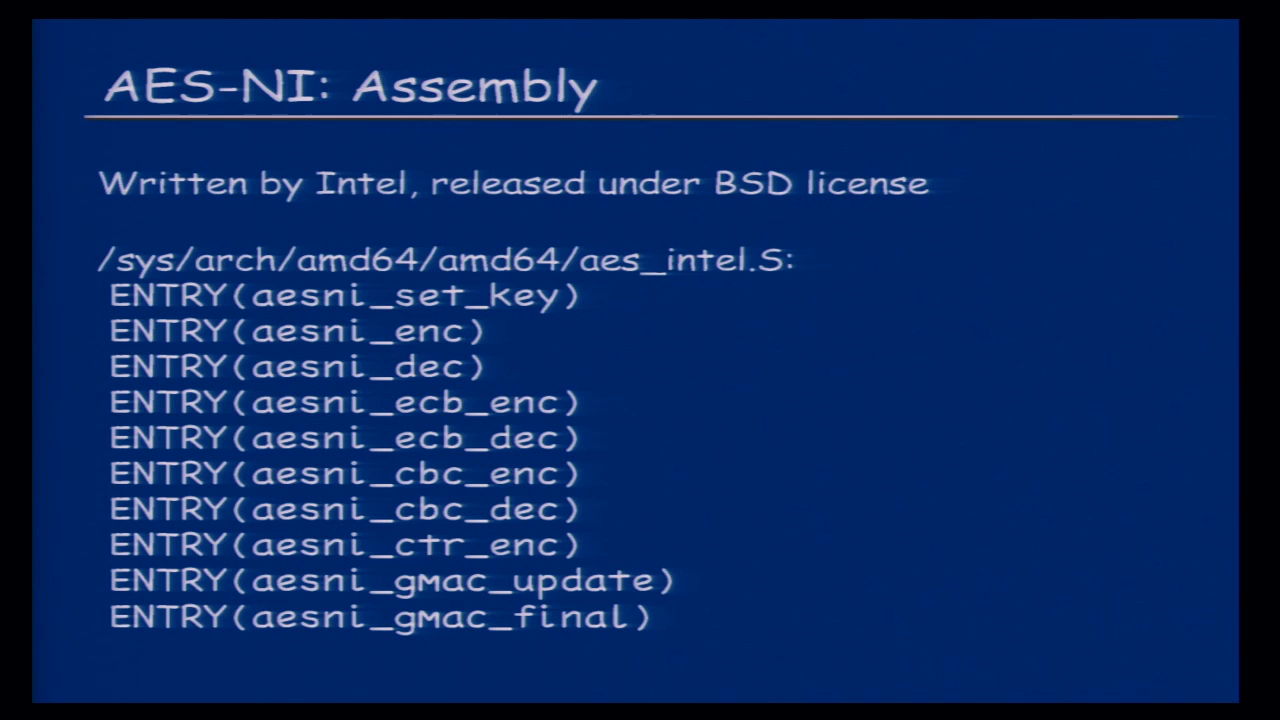 AES-NI: Assembly
Written by Intel, released under BSD license
/sys/arch/amd64/amd64/aes_intel.S:
ENTRY(aesni_set_key)
ENTRY(aesni_enc)
ENTRY(aesni_dec)
ENTRY(aesni_ecb_enc)
ENTRY(aesni_ecb_dec)
ENTRY(aesni_cbc_enc)
ENTRY(aesni_cbc_dec)
ENTRY(aesni_ctr_enc)
ENTRY(aesni_gmac_update)
ENTRY(aesni_gmac_final)